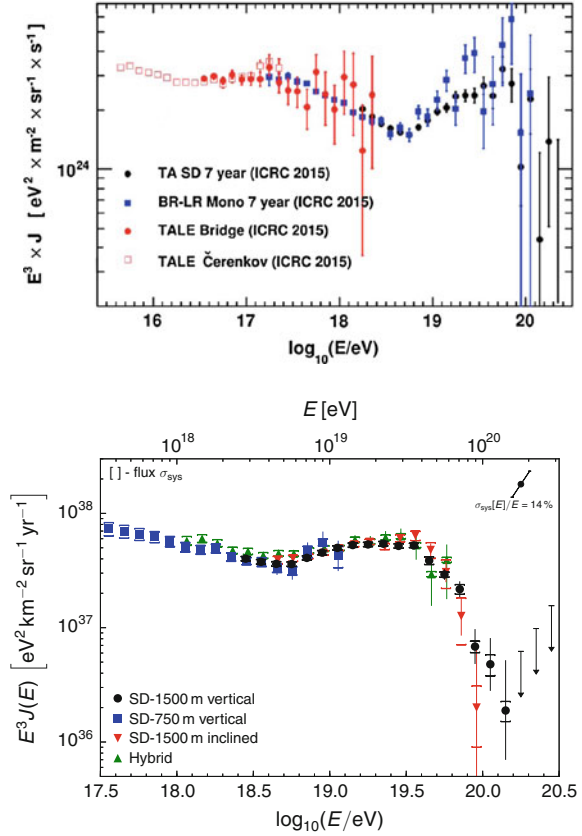 E³ × J [ eV² × m⁻² × sr⁻¹ × s⁻¹ ]
10²⁴
TA SD 7 year (ICRC 2015)
BR-LR Mono 7 year (ICRC 2015)
TALE Bridge (ICRC 2015)
TALE Čerenkov (ICRC 2015)
16 17 18 19 20
log₁₀(E/eV)
E [eV]
10¹⁸ 10¹⁹ 10²⁰
[ ] - flux σsys
σsys[E]/E = 14 %
E³J(E) [eV² km⁻² sr⁻¹ yr⁻¹]
10³⁸
10³⁷
10³⁶
SD-1500 m vertical
SD-750 m vertical
SD-1500 m inclined
Hybrid
17.5 18.0 18.5 19.0 19.5 20.0 20.5
log₁₀(E/eV)